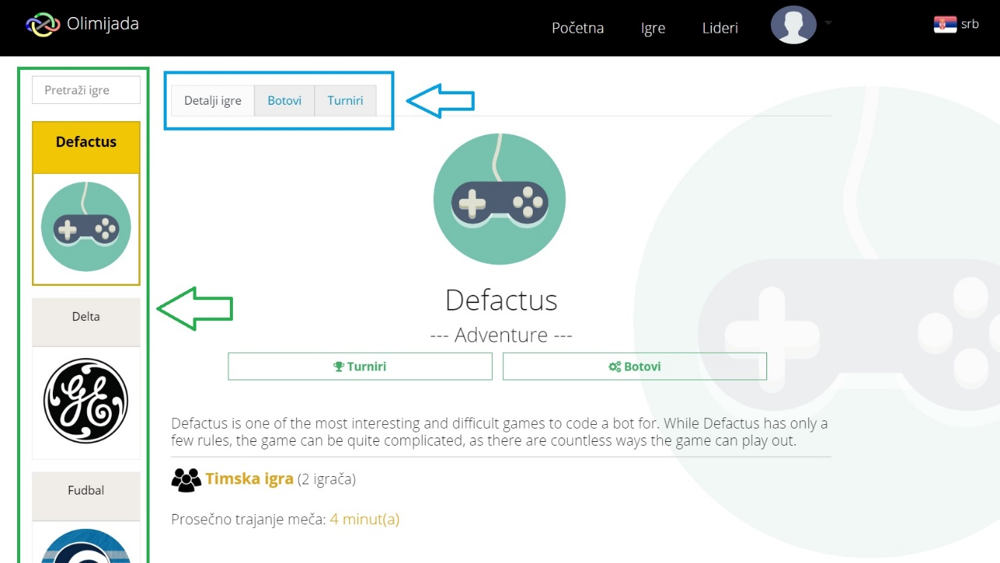 Olimijada
Početna Igre Lideri
srb
Pretraži igre
Defactus
Delta
GE
Fudbal
Detalji igre Botovi Turniri
Defactus
--- Adventure ---
Turniri Botovi
Defactus is one of the most interesting and difficult games to code a bot for. While Defactus has only a
few rules, the game can be quite complicated, as there are countless ways the game can play out.
Timska igra (2 igrača)
Prosečno trajanje meča: 4 minut(a)